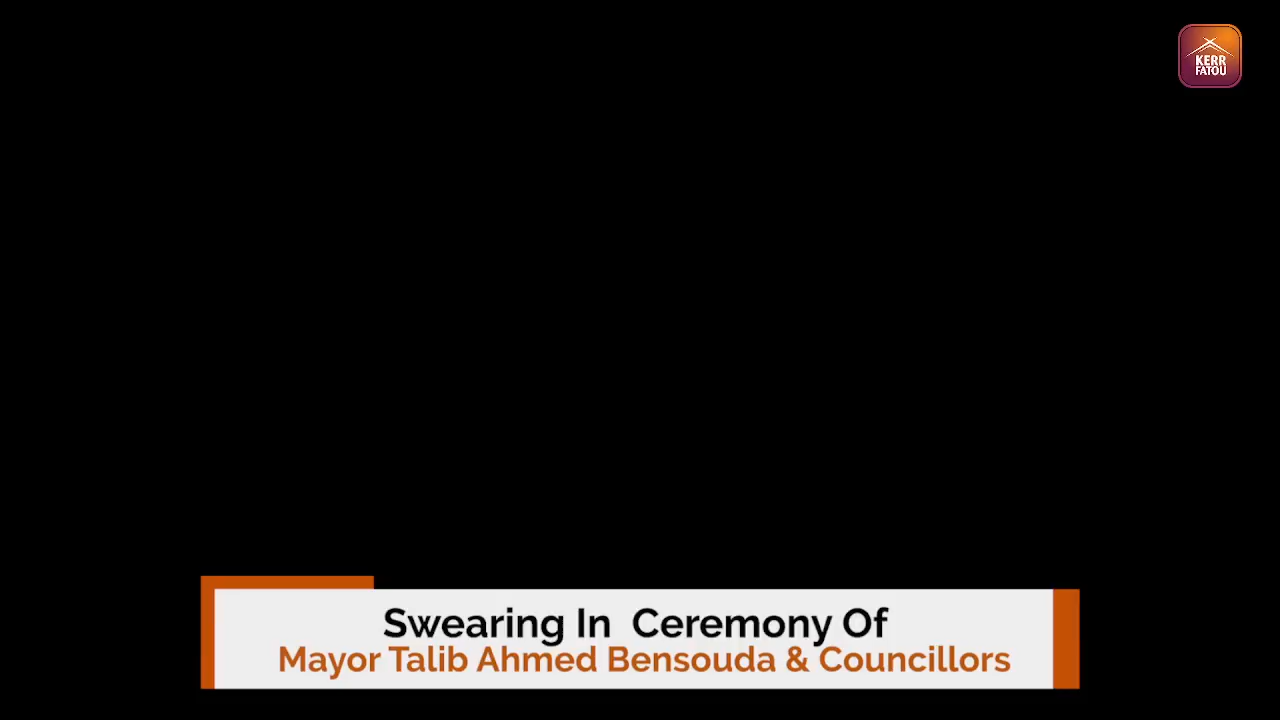 KERR
FATOU
Swearing In  Ceremony Of
Mayor Talib Ahmed Bensouda & Councillors